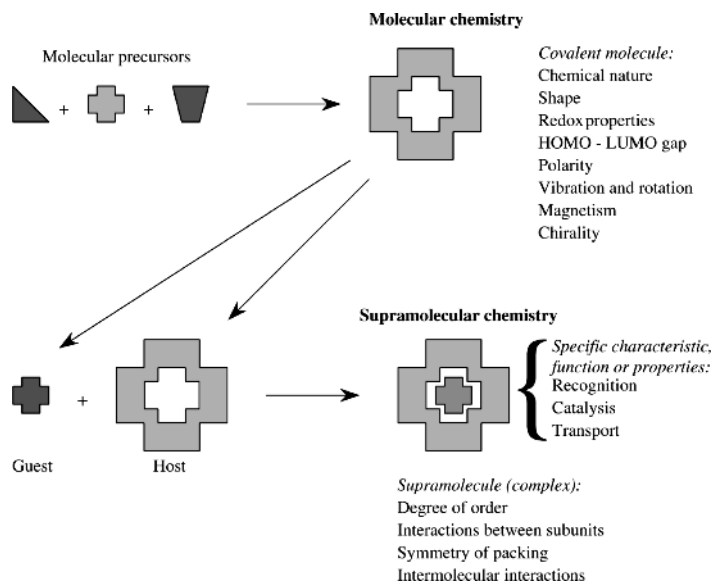 Molecular chemistry
Molecular precursors
+
+
Covalent molecule:
Chemical nature
Shape
Redox properties
HOMO - LUMO gap
Polarity
Vibration and rotation
Magnetism
Chirality
Supramolecular chemistry
+
Guest
Host
Specific characteristic,
function or properties:
Recognition
Catalysis
Transport
Supramolecule (complex):
Degree of order
Interactions between subunits
Symmetry of packing
Intermolecular interactions